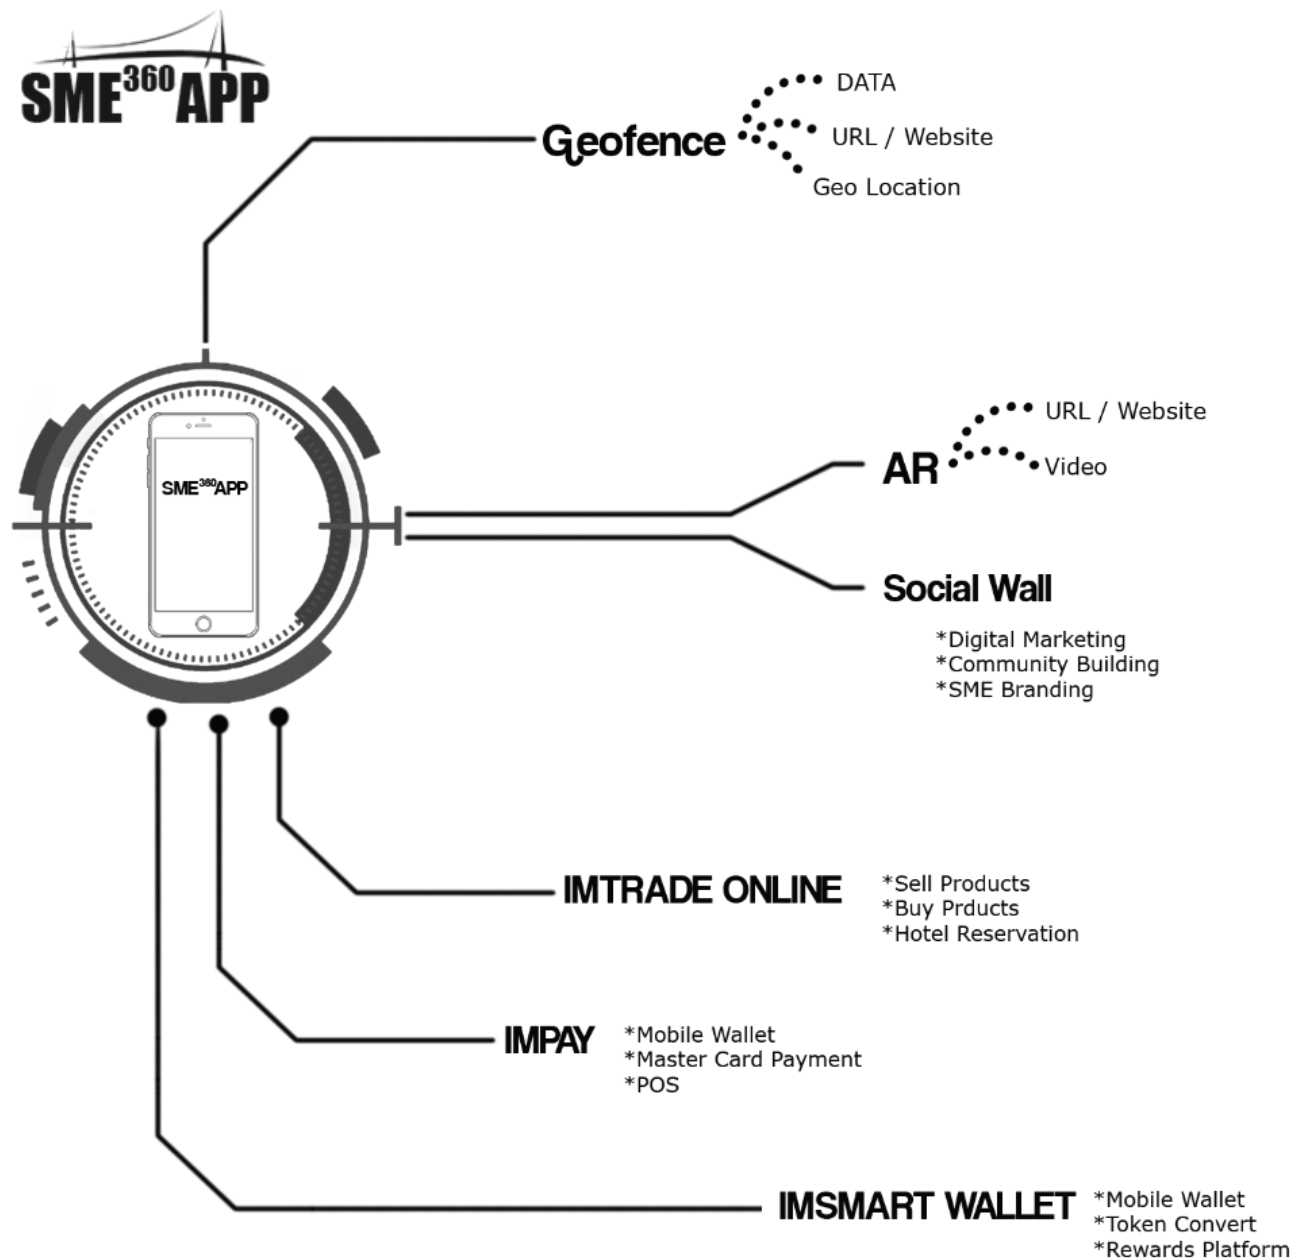 SME360APP
Geofence
DATA
URL / Website
Geo Location
SME360APP
AR
URL / Website
Video
Social Wall
*Digital Marketing
*Community Building
*SME Branding
IMTRADE ONLINE
*Sell Products
*Buy Prducts
*Hotel Reservation
IMPAY
*Mobile Wallet
*Master Card Payment
*POS
IMSMART WALLET
*Mobile Wallet
*Token Convert
*Rewards Platform